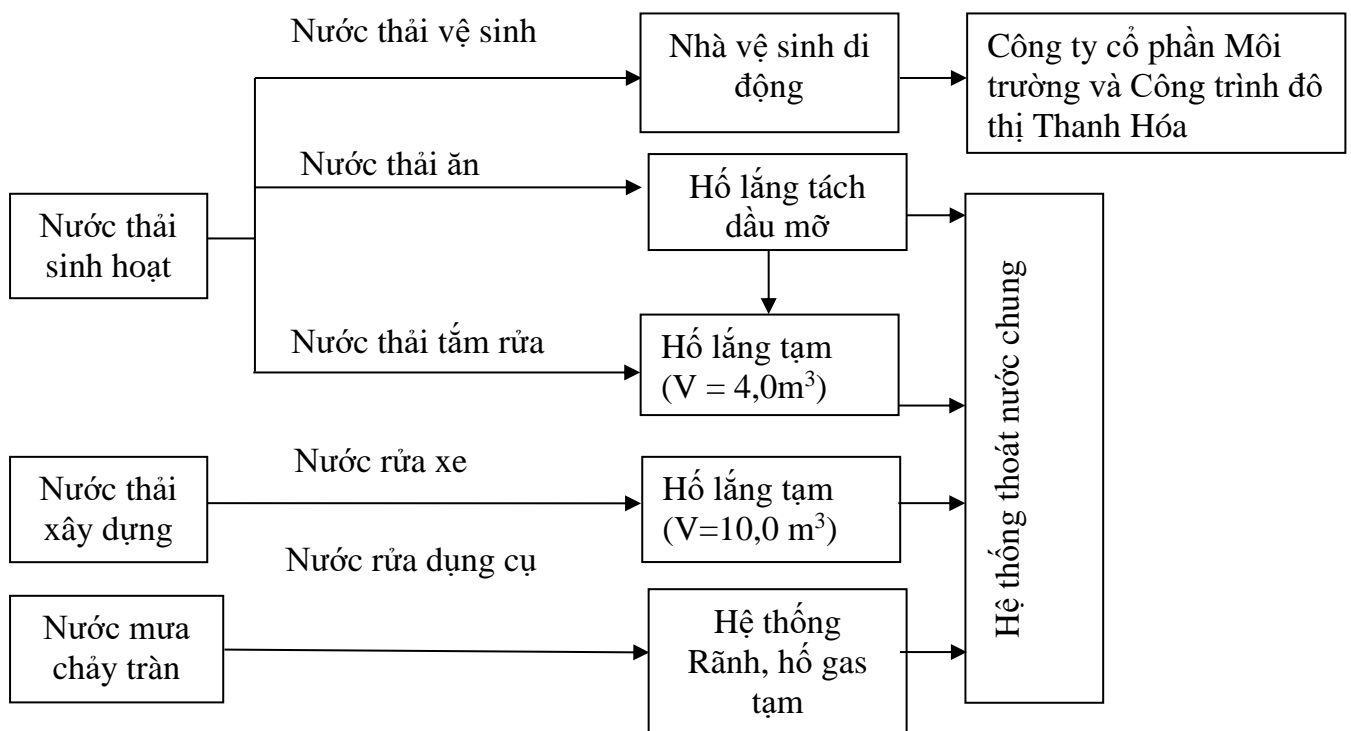 Nước thải vệ sinh
Nhà vệ sinh di
động
Công ty cổ phần Môi
trường và Công trình đô
thị Thanh Hóa
Nước thải ăn
Hố lắng tách
dầu mỡ
Nước thải
sinh hoạt
Nước thải tắm rửa
Hố lắng tạm
(V = 4,0m³)
Hệ thống thoát nước chung
Nước rửa xe
Nước thải
xây dựng
Hố lắng tạm
(V=10,0 m³)
Nước rửa dụng cụ
Nước mưa
chảy tràn
Hệ thống
Rãnh, hố gas
tạm